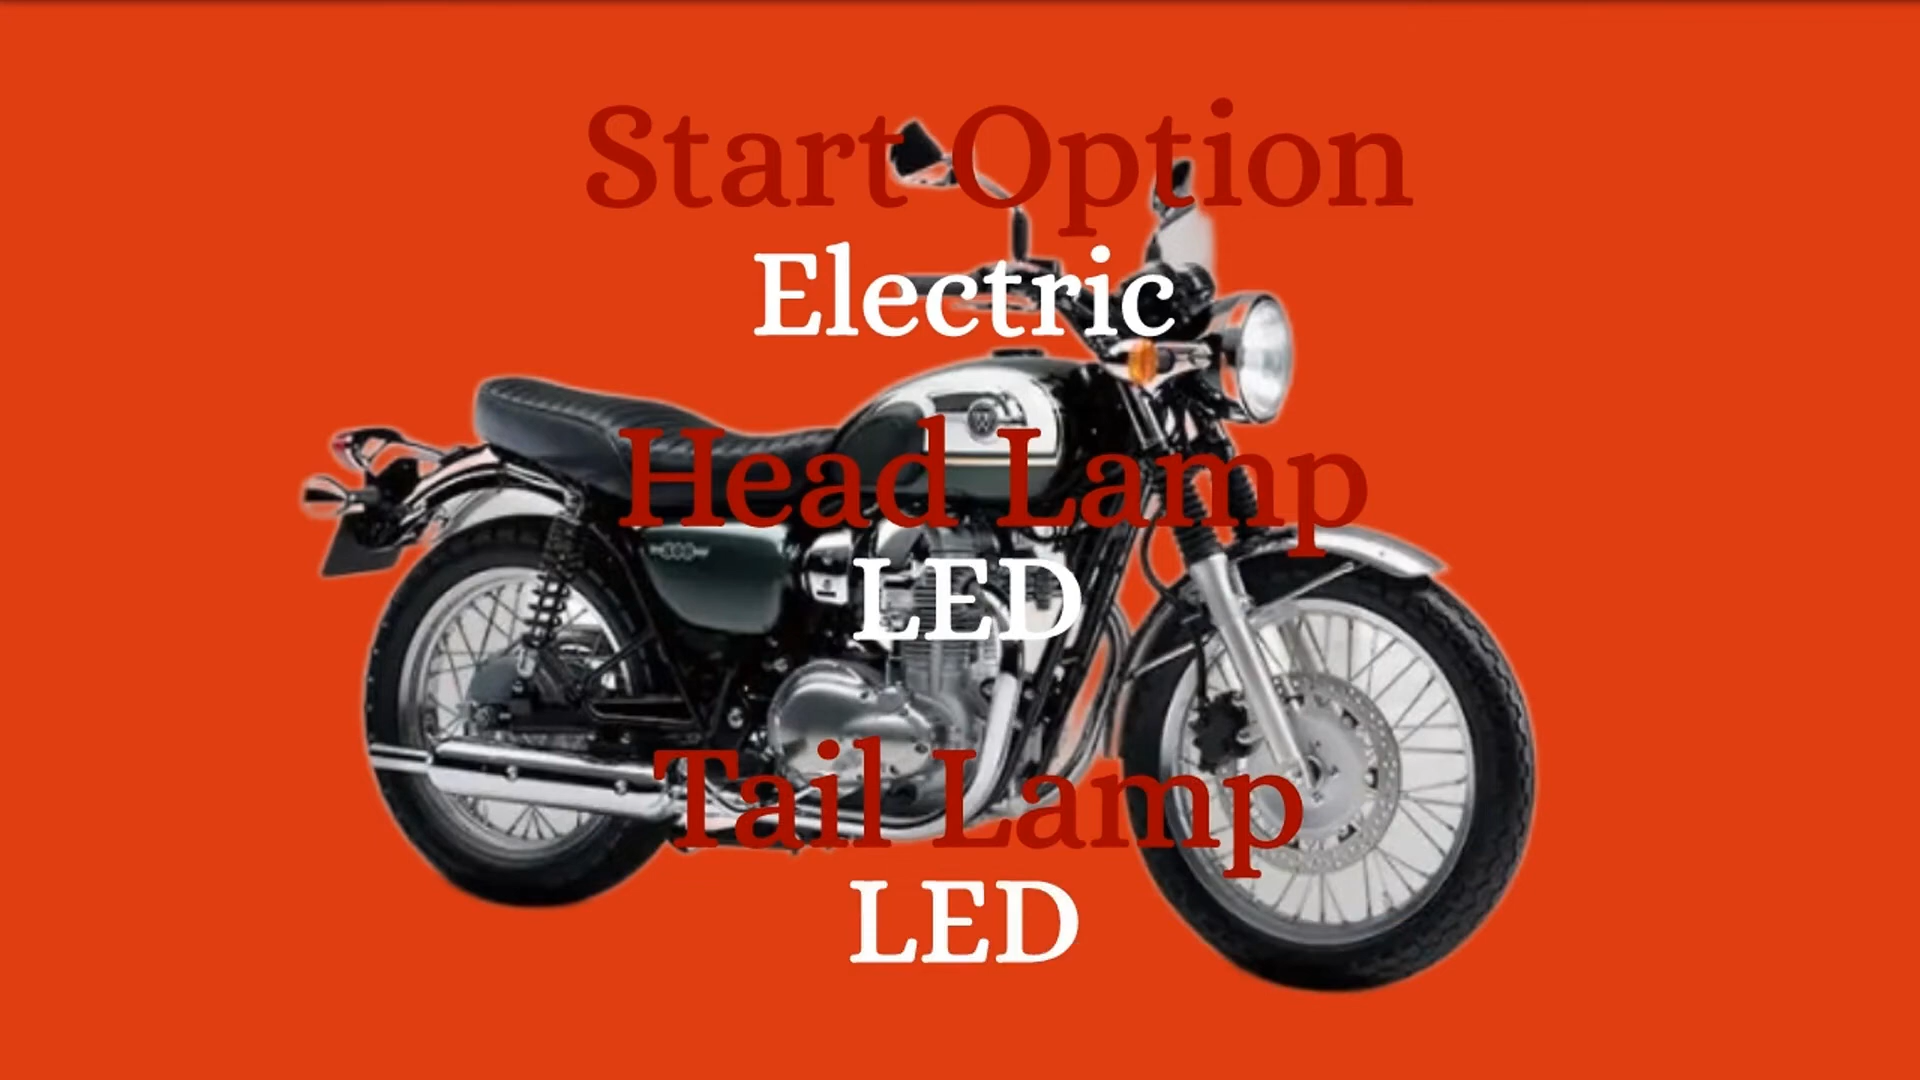 Start Option
Electric
Head Lamp
LED
Tail Lamp
LED
W